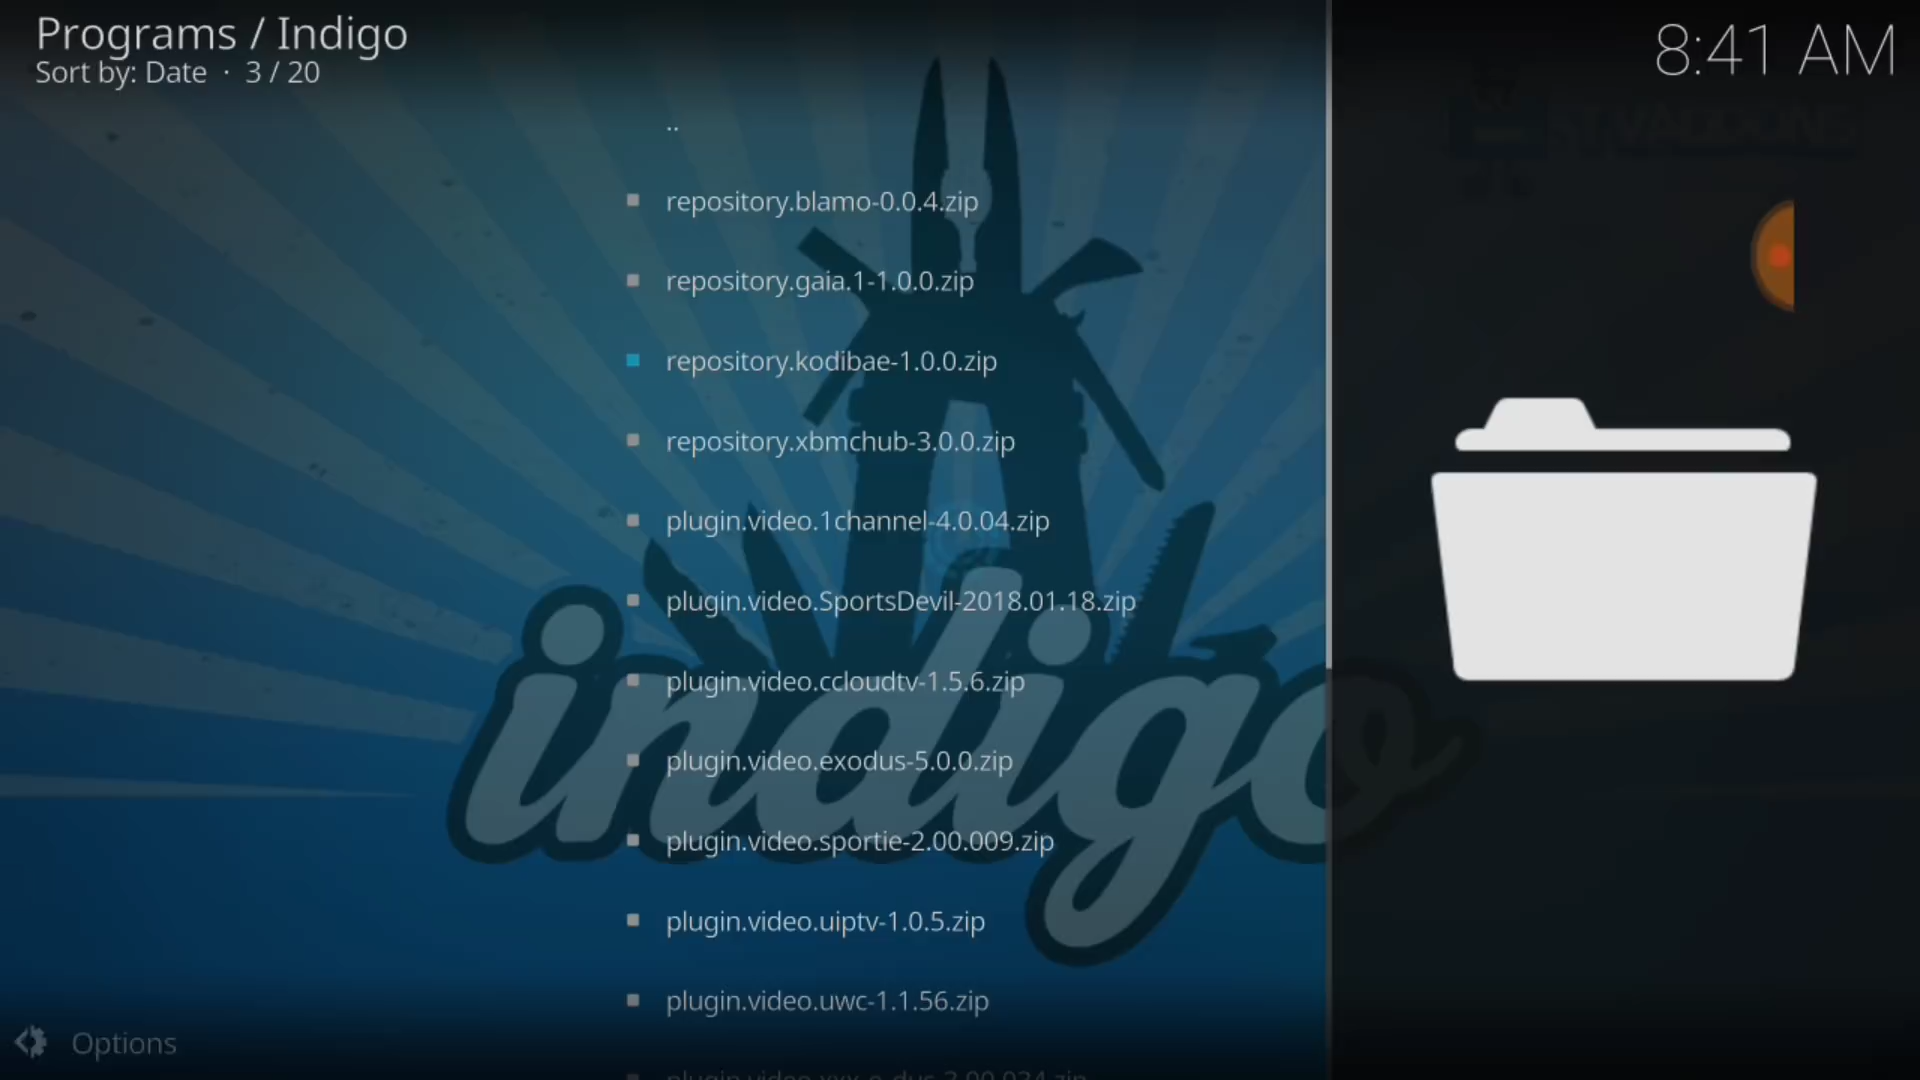 Programs / Indigo
Sort by: Date · 3 / 20
8:41 AM
..
repository.blamo-0.0.4.zip
repository.gaia.1-1.0.0.zip
repository.kodibae-1.0.0.zip
repository.xbmchub-3.0.0.zip
plugin.video.1channel-4.0.04.zip
plugin.video.SportsDevil-2018.01.18.zip
plugin.video.ccloudtv-1.5.6.zip
plugin.video.exodus-5.0.0.zip
plugin.video.sportie-2.00.009.zip
plugin.video.uiptv-1.0.5.zip
plugin.video.uwc-1.1.56.zip
indigo
Options